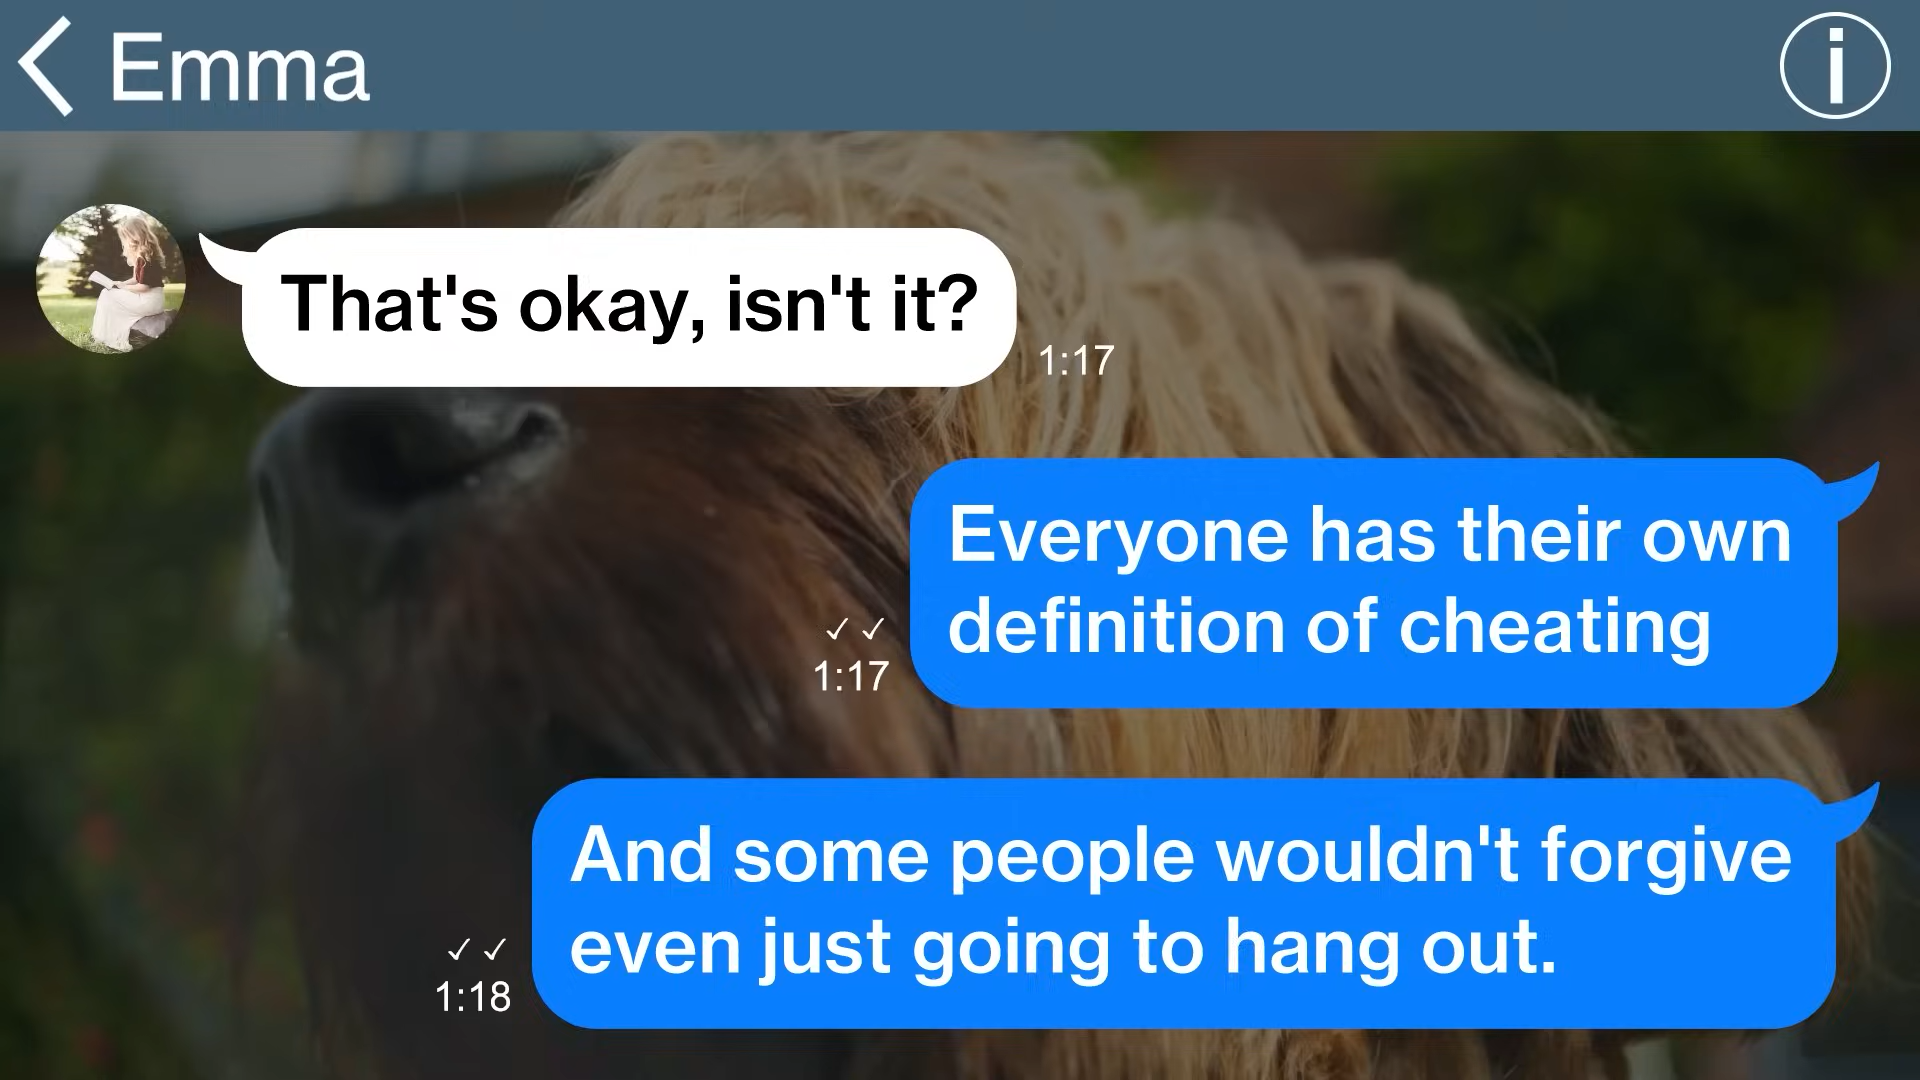 Emma
That's okay, isn't it?
1:17
Everyone has their own
definition of cheating
1:17
And some people wouldn't forgive
even just going to hang out.
1:18